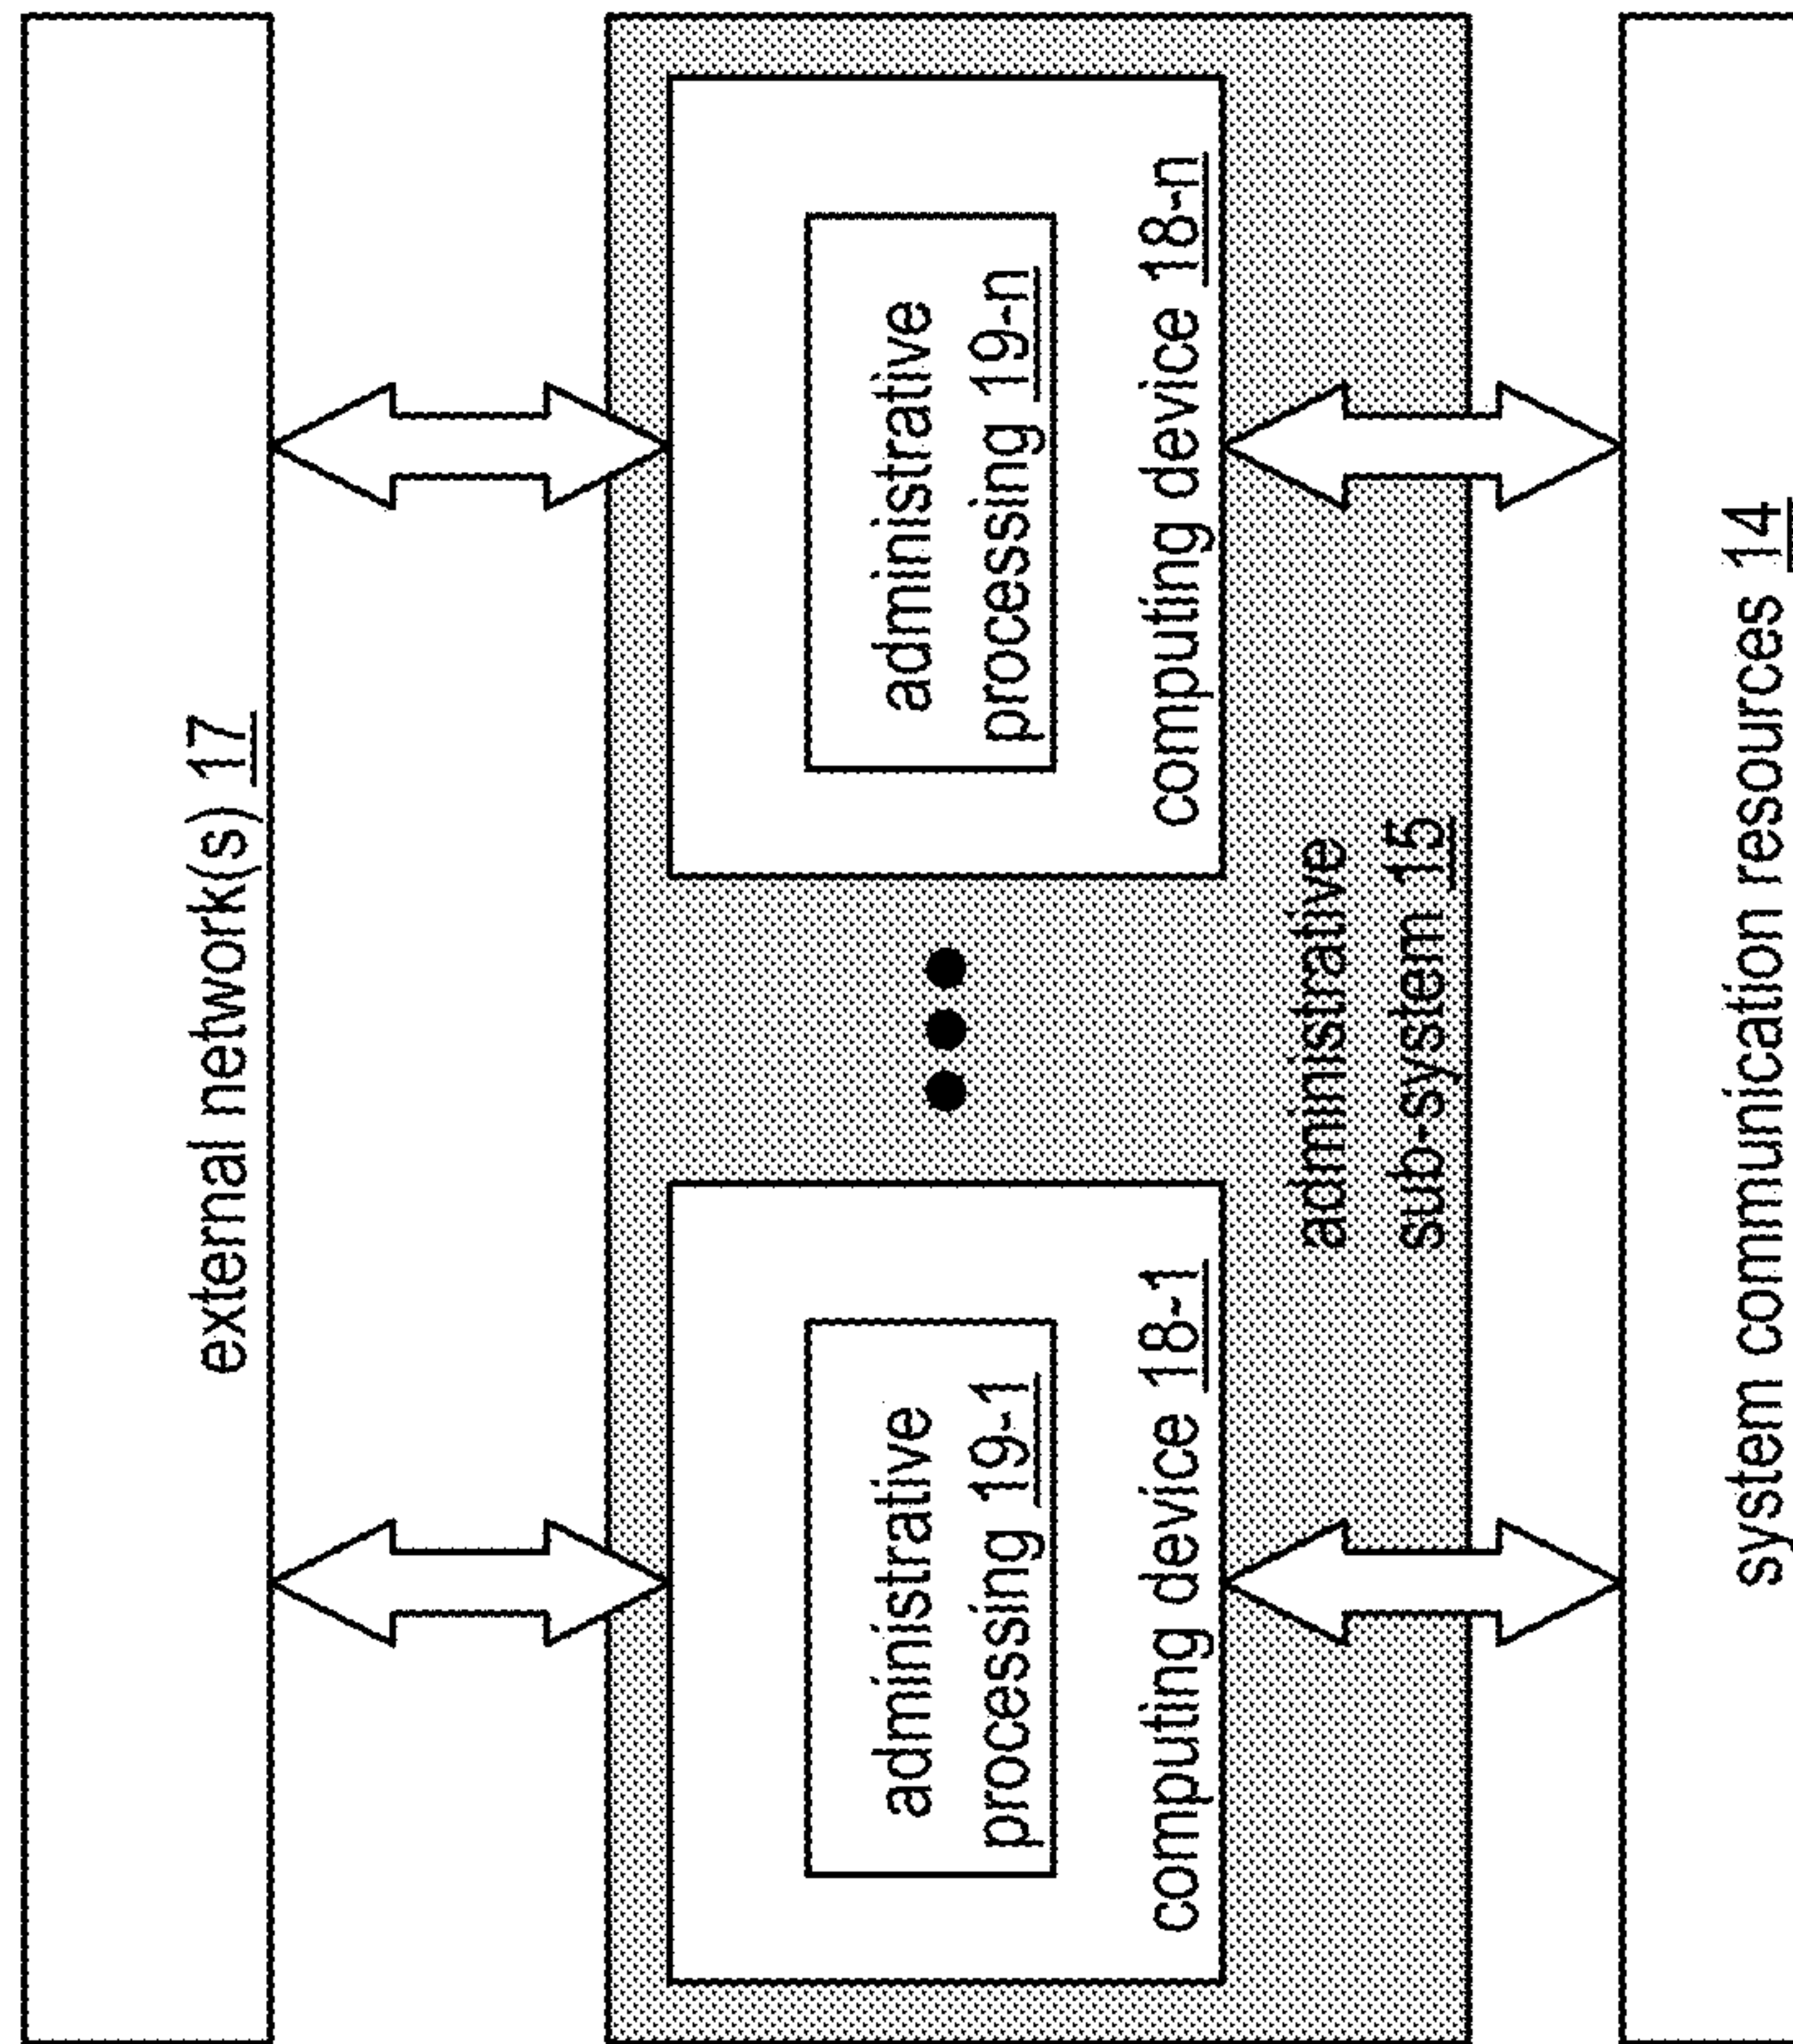 external network(s) 17
administrative
processing 19-1
computing device 18-1
administrative
processing 19-n
computing device 18-n
administrative
sub-system 15
system communication resources 14